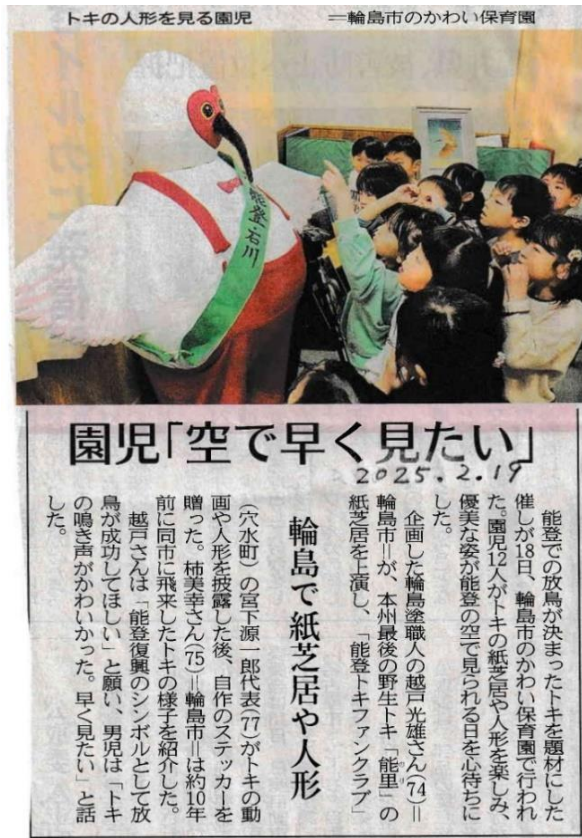 トキの人形を見る園児　＝輪島市のかわい保育園
能登・石川
園児「空で早く見たい」
2025.2.19
輪島で紙芝居や人形
能登での放鳥が決まったトキを題材にした
催しが18日、輪島市のかわい保育園で行われ
た。園児12人がトキの紙芝居や人形を楽しみ、
優美な姿が能登の空で見られる日を心待ちに
した。
企画した輪島塗職人の越戸光雄さん(74)＝
輪島市＝が、本州最後の野生トキ「能里」の
紙芝居を上演し、「能登トキファンクラブ」
(穴水町)の宮下源一郎代表(77)がトキの動
画や人形を披露した後、自作のステッカーを
贈った。柿美幸さん(75)＝輪島市＝は約10年
前に同市に飛来したトキの様子を紹介した。
越戸さんは「能登復興のシンボルとして放
鳥が成功してほしい」と願い、男児は「トキ
の鳴き声がかわいかった。早く見たい」と話
した。